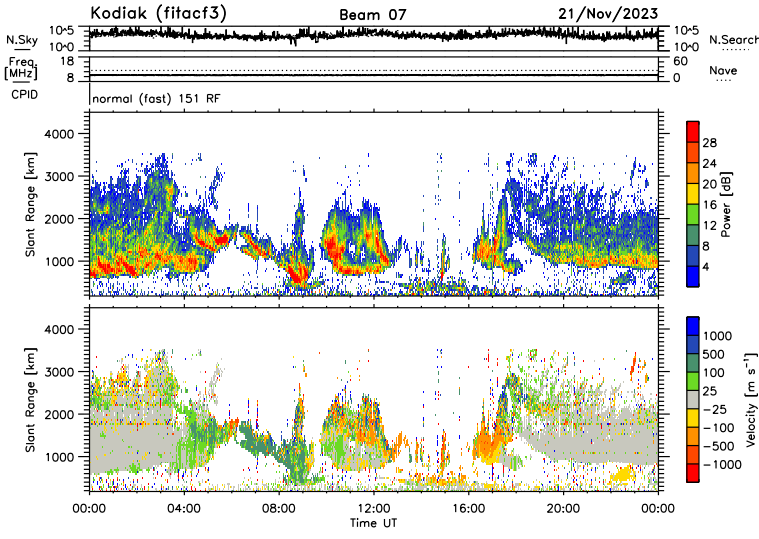 Kodiak (fitacf3) Beam 07 21/Nov/2023
N.Sky 10^5 10^0 10^5 10^0 N.Search
Freq. [MHz] 18 8 60 0 Nave
CPID normal (fast) 151 RF
Slant Range [km]
4000
3000
2000
1000
28
24
20
16
12
8
4
Power [dB]
Slant Range [km]
4000
3000
2000
1000
1000
500
100
25
-25
-100
-500
-1000
Velocity [m s^-1]
00:00 04:00 08:00 12:00 16:00 20:00 00:00
Time UT